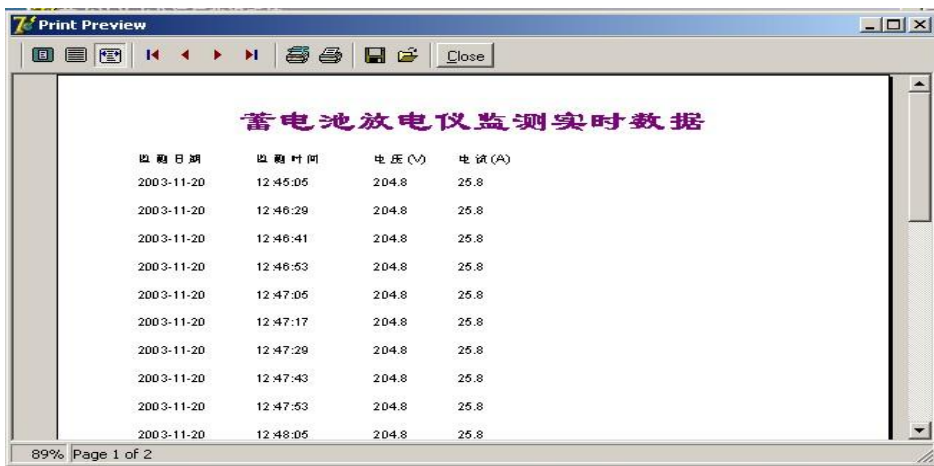 Print Preview
Close
蓄电池放电仪监测实时数据
监测日期 监测时间 电压(V) 电流(A)
2003-11-20 12:45:05 204.8 25.8
2003-11-20 12:46:29 204.8 25.8
2003-11-20 12:46:41 204.8 25.8
2003-11-20 12:46:53 204.8 25.8
2003-11-20 12:47:05 204.8 25.8
2003-11-20 12:47:17 204.8 25.8
2003-11-20 12:47:29 204.8 25.8
2003-11-20 12:47:43 204.8 25.8
2003-11-20 12:47:53 204.8 25.8
2003-11-20 12:48:05 204.8 25.8
89% Page 1 of 2